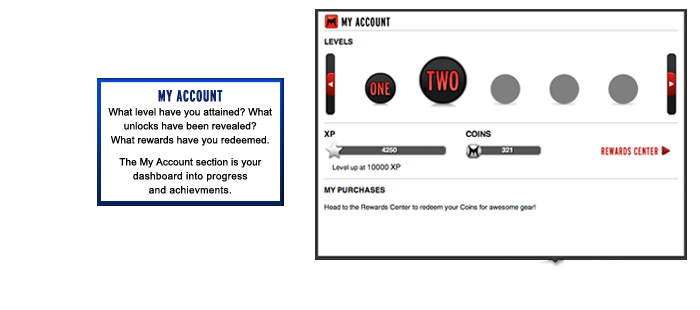 MY ACCOUNT
What level have you attained? What
unlocks have been revealed?
What rewards have you redeemed.
The My Account section is your
dashboard into progress
and achievments.
MY ACCOUNT
LEVELS
ONE TWO
XP COINS
4250 321 REWARDS CENTER
Level up at 10000 XP
MY PURCHASES
Head to the Rewards Center to redeem your Coins for awesome gear!